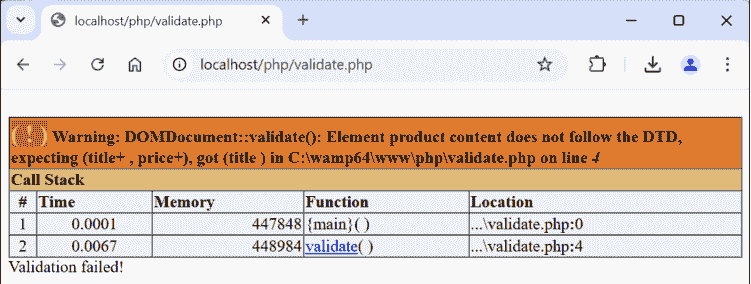 localhost/php/validate.php
localhost/php/validate.php
(!) Warning: DOMDocument::validate(): Element product content does not follow the DTD,
expecting (title+ , price+), got (title ) in C:\wamp64\www\php\validate.php on line 4
Call Stack
# Time Memory Function Location
1 0.0001 447848 {main}( ) ...\validate.php:0
2 0.0067 448984 validate( ) ...\validate.php:4
Validation failed!